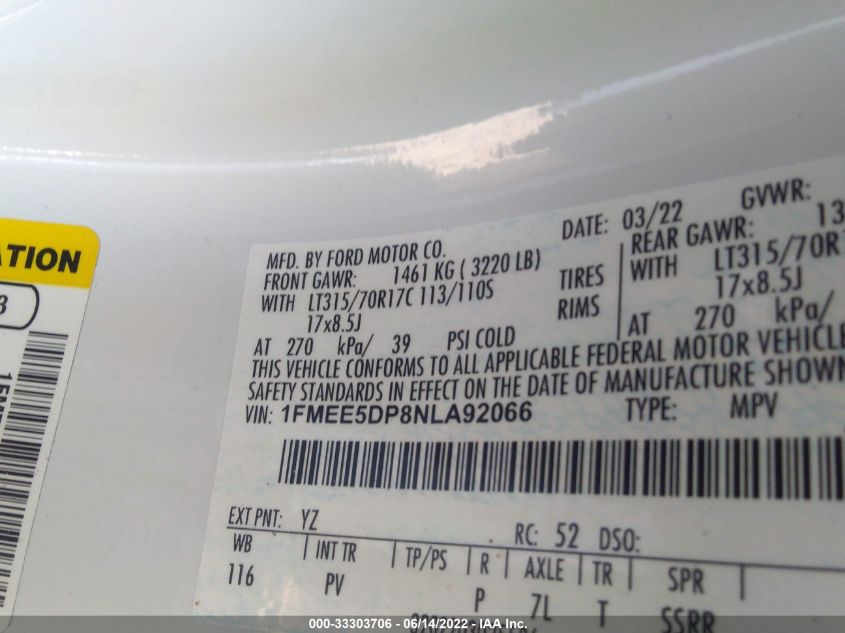 ATION
3
DATE: 03/22 GVWR:
MFD. BY FORD MOTOR CO.
FRONT GAWR: 1461 KG ( 3220 LB) REAR GAWR: 13
WITH LT315/70R17C 113/110S TIRES WITH LT315/70R
17x8.5J RIMS 17x8.5J
AT 270 kPa/ 39 PSI COLD AT 270 kPa/
THIS VEHICLE CONFORMS TO ALL APPLICABLE FEDERAL MOTOR VEHICLE
SAFETY STANDARDS IN EFFECT ON THE DATE OF MANUFACTURE SHOWN
VIN: 1FMEE5DP8NLA92066 TYPE: MPV
EXT PNT: YZ RC: 52 DSO:
WB INT TR TP/PS R AXLE TR SPR
116 PV P 7L T SSRR
000-33303706 - 06/14/2022 - IAA Inc.